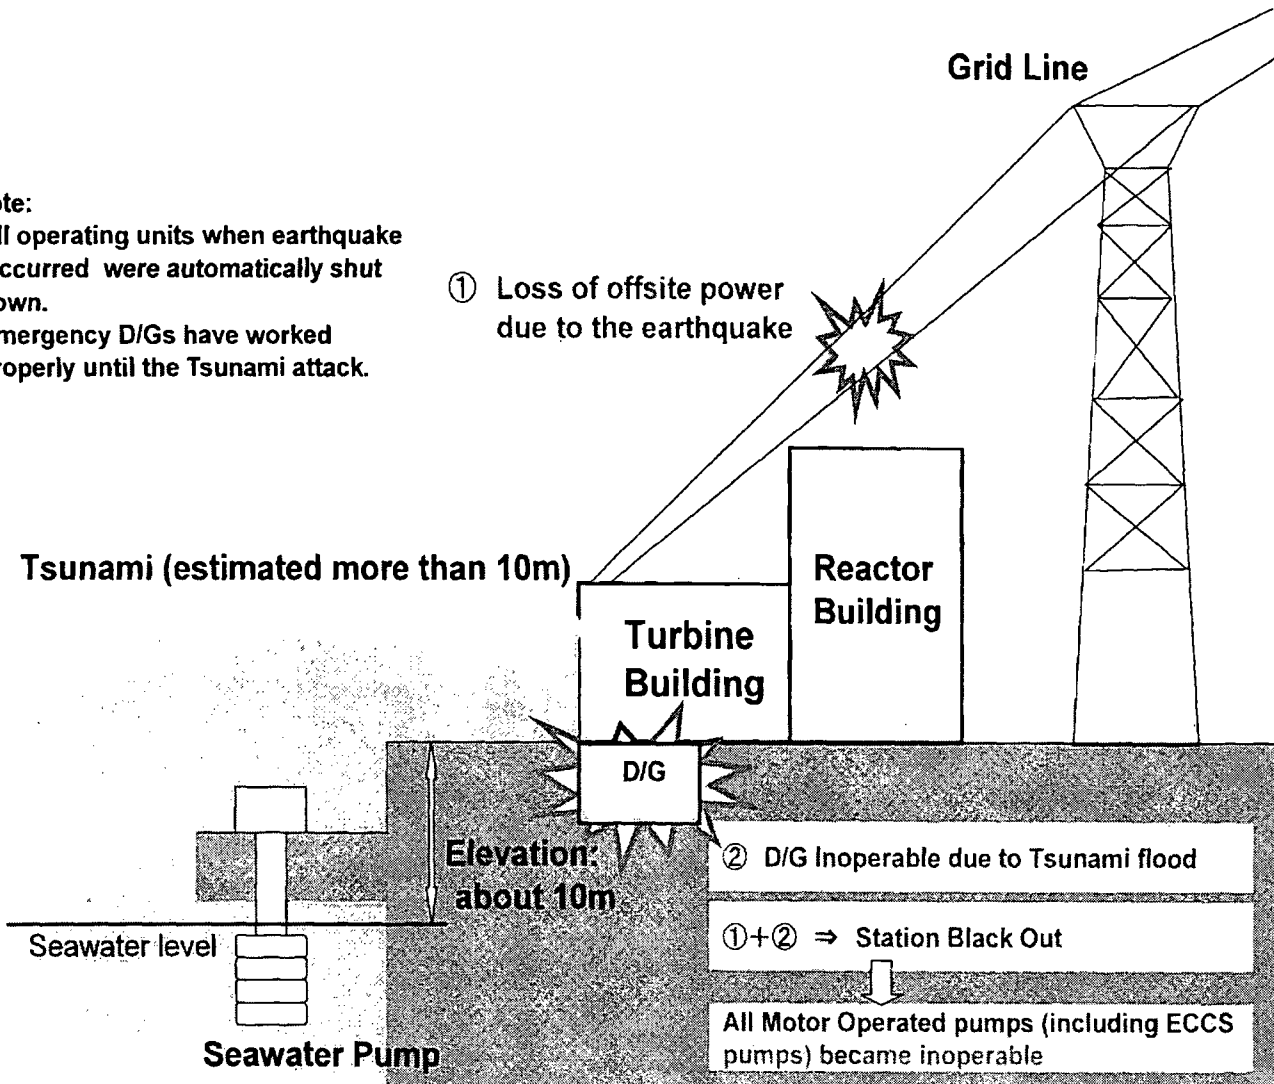 Grid Line
ote:
ll operating units when earthquake
ccurred were automatically shut
own.
mergency D/Gs have worked
roperly until the Tsunami attack.
① Loss of offsite power
due to the earthquake
Tsunami (estimated more than 10m)
Reactor
Building
Turbine
Building
D/G
Elevation:
about 10m
② D/G Inoperable due to Tsunami flood
①+② ⇒ Station Black Out
Seawater level
All Motor Operated pumps (including ECCS
pumps) became inoperable
Seawater Pump